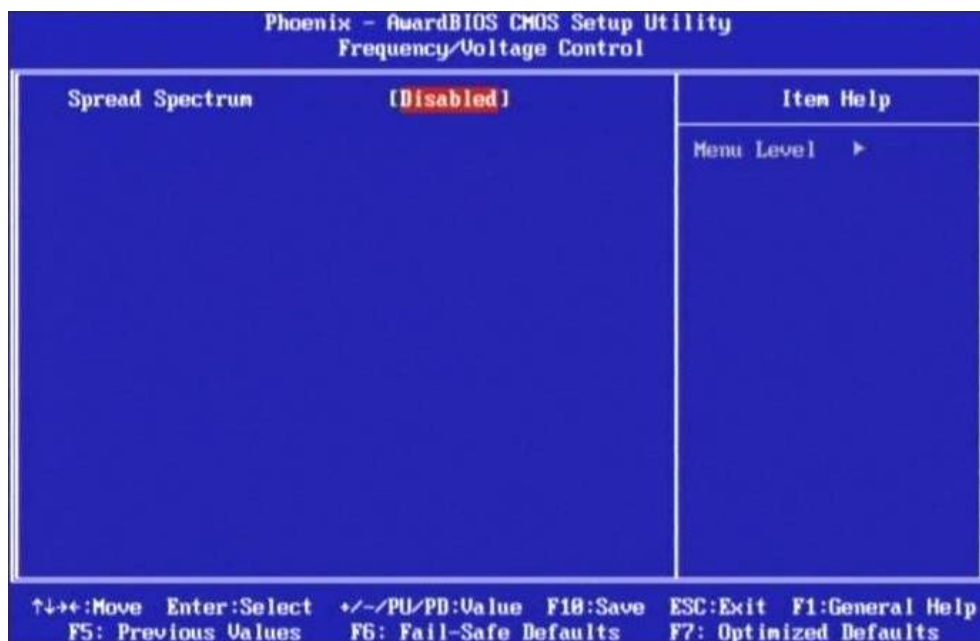 Phoenix - AwardBIOS CMOS Setup Utility
Frequency/Voltage Control
Spread Spectrum [Disabled]
Item Help
Menu Level ►
↑↓→←:Move Enter:Select +/-/PU/PD:Value F10:Save ESC:Exit F1:General Help
F5: Previous Values F6: Fail-Safe Defaults F7: Optimized Defaults